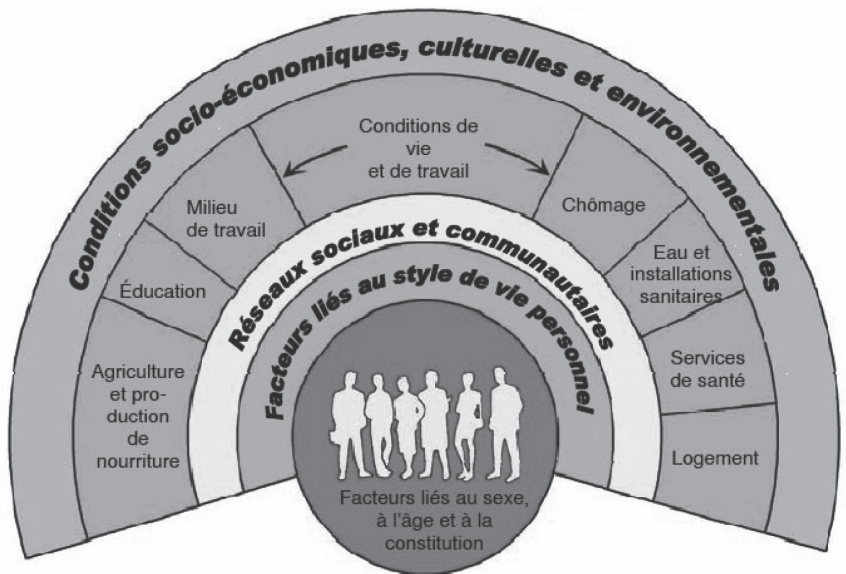 Conditions socio-économiques, culturelles et environnementales
Conditions de
vie
et de travail
Agriculture
et pro-
duction
de
nourriture
Éducation
Milieu
de travail
Chômage
Eau et
installations
sanitaires
Services
de santé
Logement
Réseaux sociaux et communautaires
Facteurs liés au style de vie personnel
Facteurs liés au sexe,
à l'âge et à la
constitution